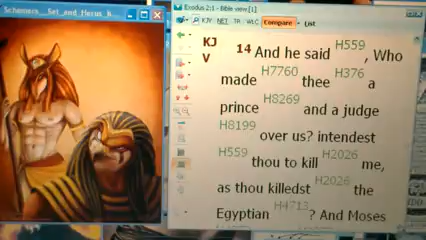 Schemers__Set_and_Horus_b...
Exodus 2:1 - Bible view [1]
KJV NET TR WLC Compare List
KJV 14 And he said H559 , Who
made H7760 thee H376 a
prince H8269 and a judge
H8199 over us? intendest
H559 thou to kill H2026 me,
as thou killedst H2026 the
Egyptian H4713 ? And Moses